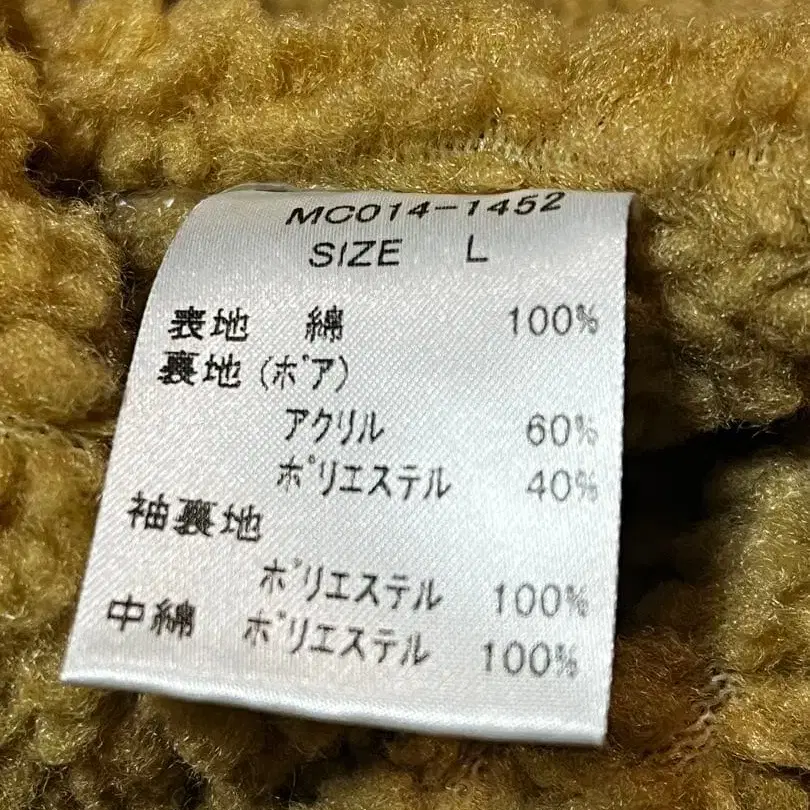 MC014-1452
SIZE L
表地 綿 100%
裏地(ボア)
アクリル 60%
ポリエステル 40%
袖裏地
ポリエステル 100%
中綿 ポリエステル 100%